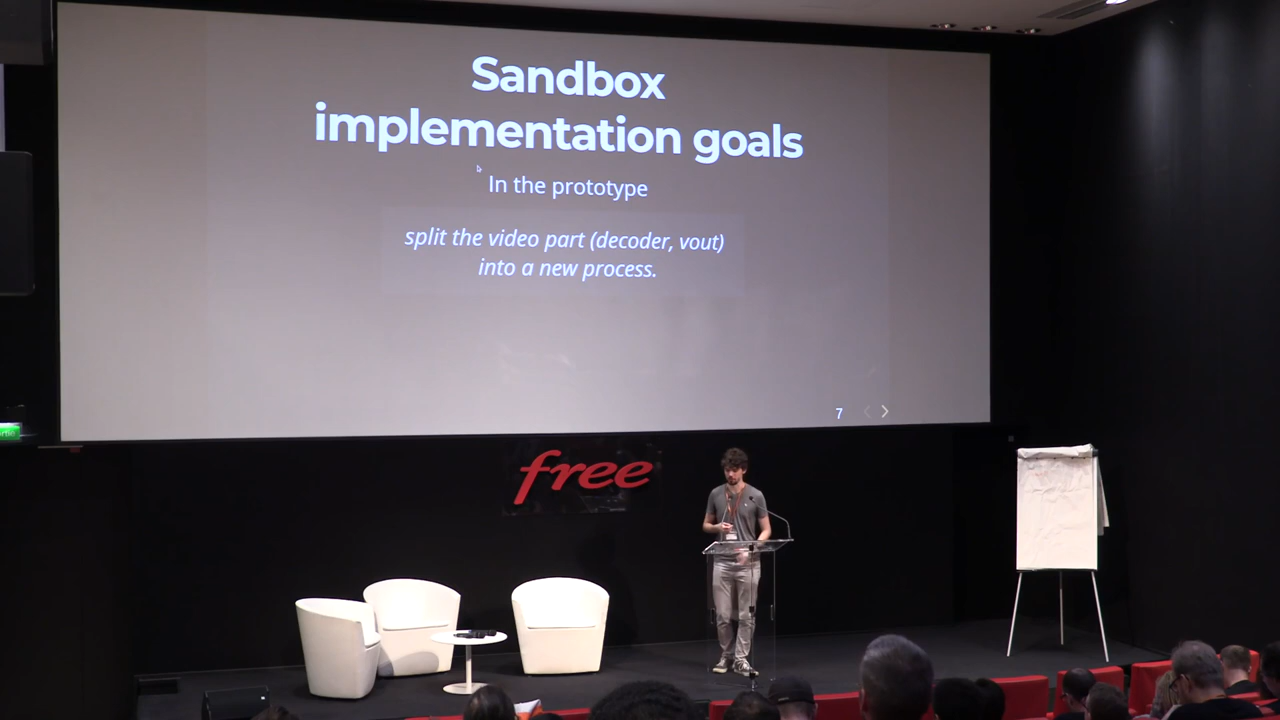 Sandbox
implementation goals
In the prototype
split the video part (decoder, vout)
into a new process.
7
free